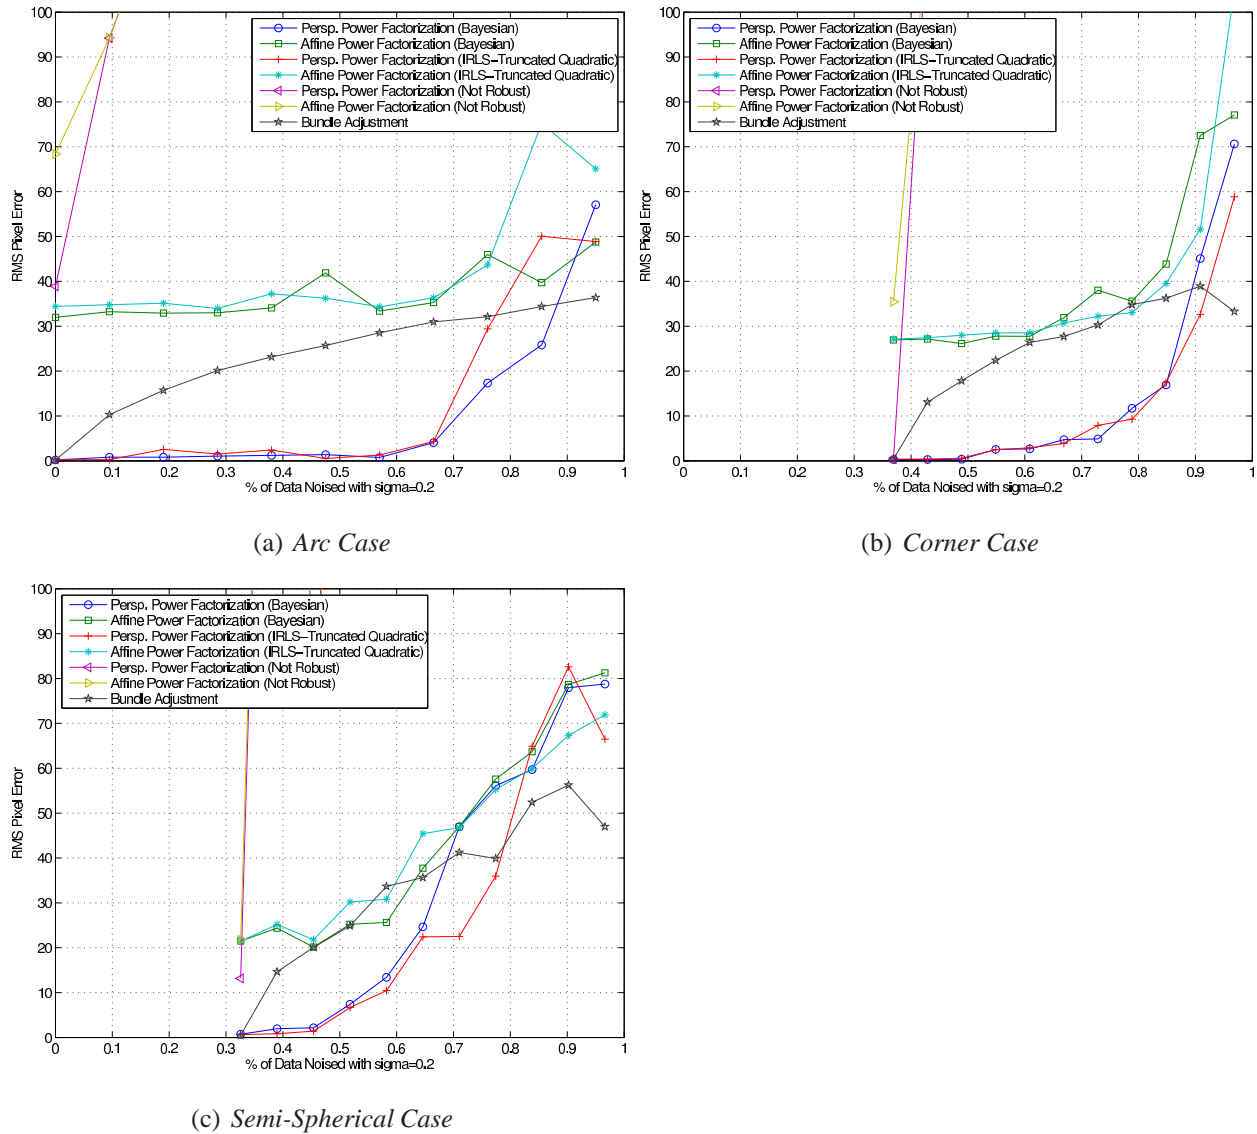 100
90
80
70
60
50
40
30
20
10
0
RMS Pixel Error
Persp. Power Factorization (Bayesian)
Affine Power Factorization (Bayesian)
Persp. Power Factorization (IRLS-Truncated Quadratic)
Affine Power Factorization (IRLS-Truncated Quadratic)
Persp. Power Factorization (Not Robust)
Affine Power Factorization (Not Robust)
Bundle Adjustment
0 0.1 0.2 0.3 0.4 0.5 0.6 0.7 0.8 0.9 1
% of Data Noised with sigma=0.2
(a) Arc Case
100
90
80
70
60
50
40
30
20
10
0
RMS Pixel Error
Persp. Power Factorization (Bayesian)
Affine Power Factorization (Bayesian)
Persp. Power Factorization (IRLS-Truncated Quadratic)
Affine Power Factorization (IRLS-Truncated Quadratic)
Persp. Power Factorization (Not Robust)
Affine Power Factorization (Not Robust)
Bundle Adjustment
0 0.1 0.2 0.3 0.4 0.5 0.6 0.7 0.8 0.9 1
% of Data Noised with sigma=0.2
(b) Corner Case
100
90
80
70
60
50
40
30
20
10
0
RMS Pixel Error
Persp. Power Factorization (Bayesian)
Affine Power Factorization (Bayesian)
Persp. Power Factorization (IRLS-Truncated Quadratic)
Affine Power Factorization (IRLS-Truncated Quadratic)
Persp. Power Factorization (Not Robust)
Affine Power Factorization (Not Robust)
Bundle Adjustment
0 0.1 0.2 0.3 0.4 0.5 0.6 0.7 0.8 0.9 1
% of Data Noised with sigma=0.2
(c) Semi-Spherical Case